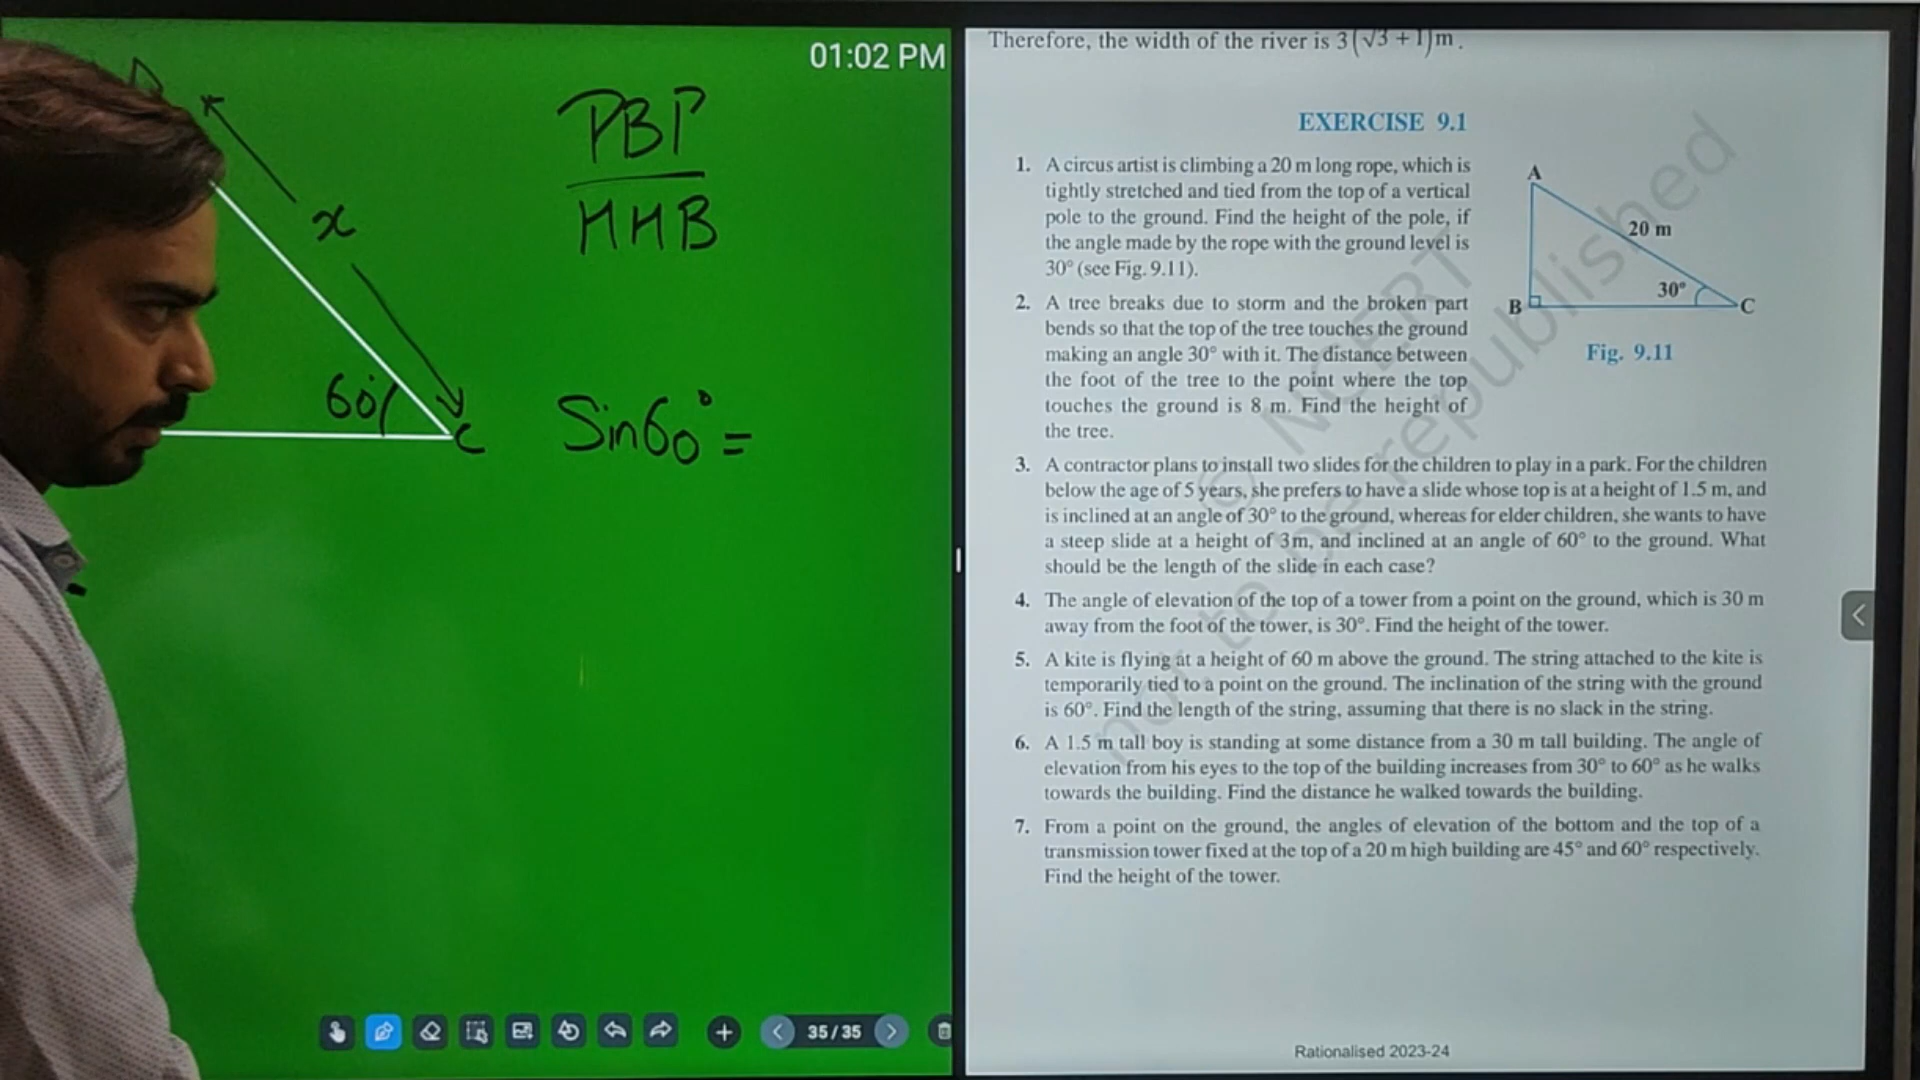 01:02 PM
PBP
HHB
x
60°
C
Sin60° =
35/35
Therefore, the width of the river is 3(√3 + 1)m.
EXERCISE 9.1
1. A circus artist is climbing a 20 m long rope, which is
tightly stretched and tied from the top of a vertical
pole to the ground. Find the height of the pole, if
the angle made by the rope with the ground level is
30° (see Fig. 9.11).
A
20 m
30°
B
C
Fig. 9.11
2. A tree breaks due to storm and the broken part
bends so that the top of the tree touches the ground
making an angle 30° with it. The distance between
the foot of the tree to the point where the top
touches the ground is 8 m. Find the height of
the tree.
3. A contractor plans to install two slides for the children to play in a park. For the children
below the age of 5 years, she prefers to have a slide whose top is at a height of 1.5 m, and
is inclined at an angle of 30° to the ground, whereas for elder children, she wants to have
a steep slide at a height of 3m, and inclined at an angle of 60° to the ground. What
should be the length of the slide in each case?
4. The angle of elevation of the top of a tower from a point on the ground, which is 30 m
away from the foot of the tower, is 30°. Find the height of the tower.
5. A kite is flying at a height of 60 m above the ground. The string attached to the kite is
temporarily tied to a point on the ground. The inclination of the string with the ground
is 60°. Find the length of the string, assuming that there is no slack in the string.
6. A 1.5 m tall boy is standing at some distance from a 30 m tall building. The angle of
elevation from his eyes to the top of the building increases from 30° to 60° as he walks
towards the building. Find the distance he walked towards the building.
7. From a point on the ground, the angles of elevation of the bottom and the top of a
transmission tower fixed at the top of a 20 m high building are 45° and 60° respectively.
Find the height of the tower.
© NCERT
not to be republished
Rationalised 2023-24